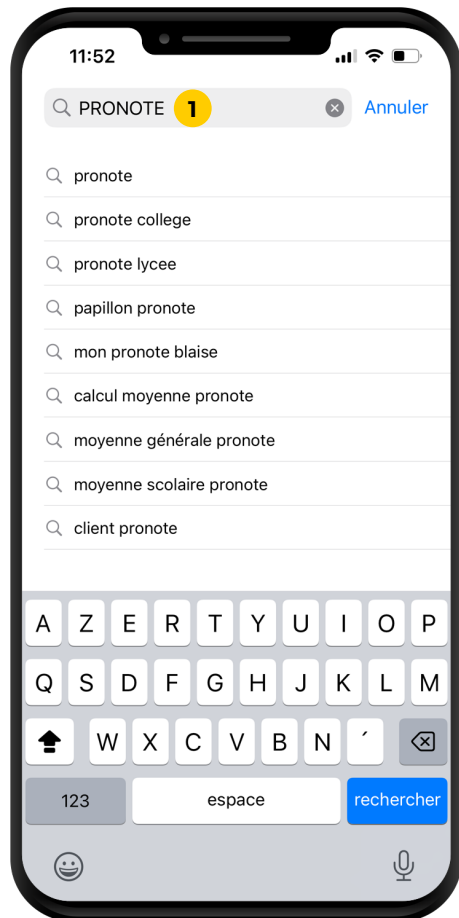 11:52
PRONOTE 1 Annuler
pronote
pronote college
pronote lycee
papillon pronote
mon pronote blaise
calcul moyenne pronote
moyenne générale pronote
moyenne scolaire pronote
client pronote
A Z E R T Y U I O P
Q S D F G H J K L M
W X C V B N ´
123 espace rechercher